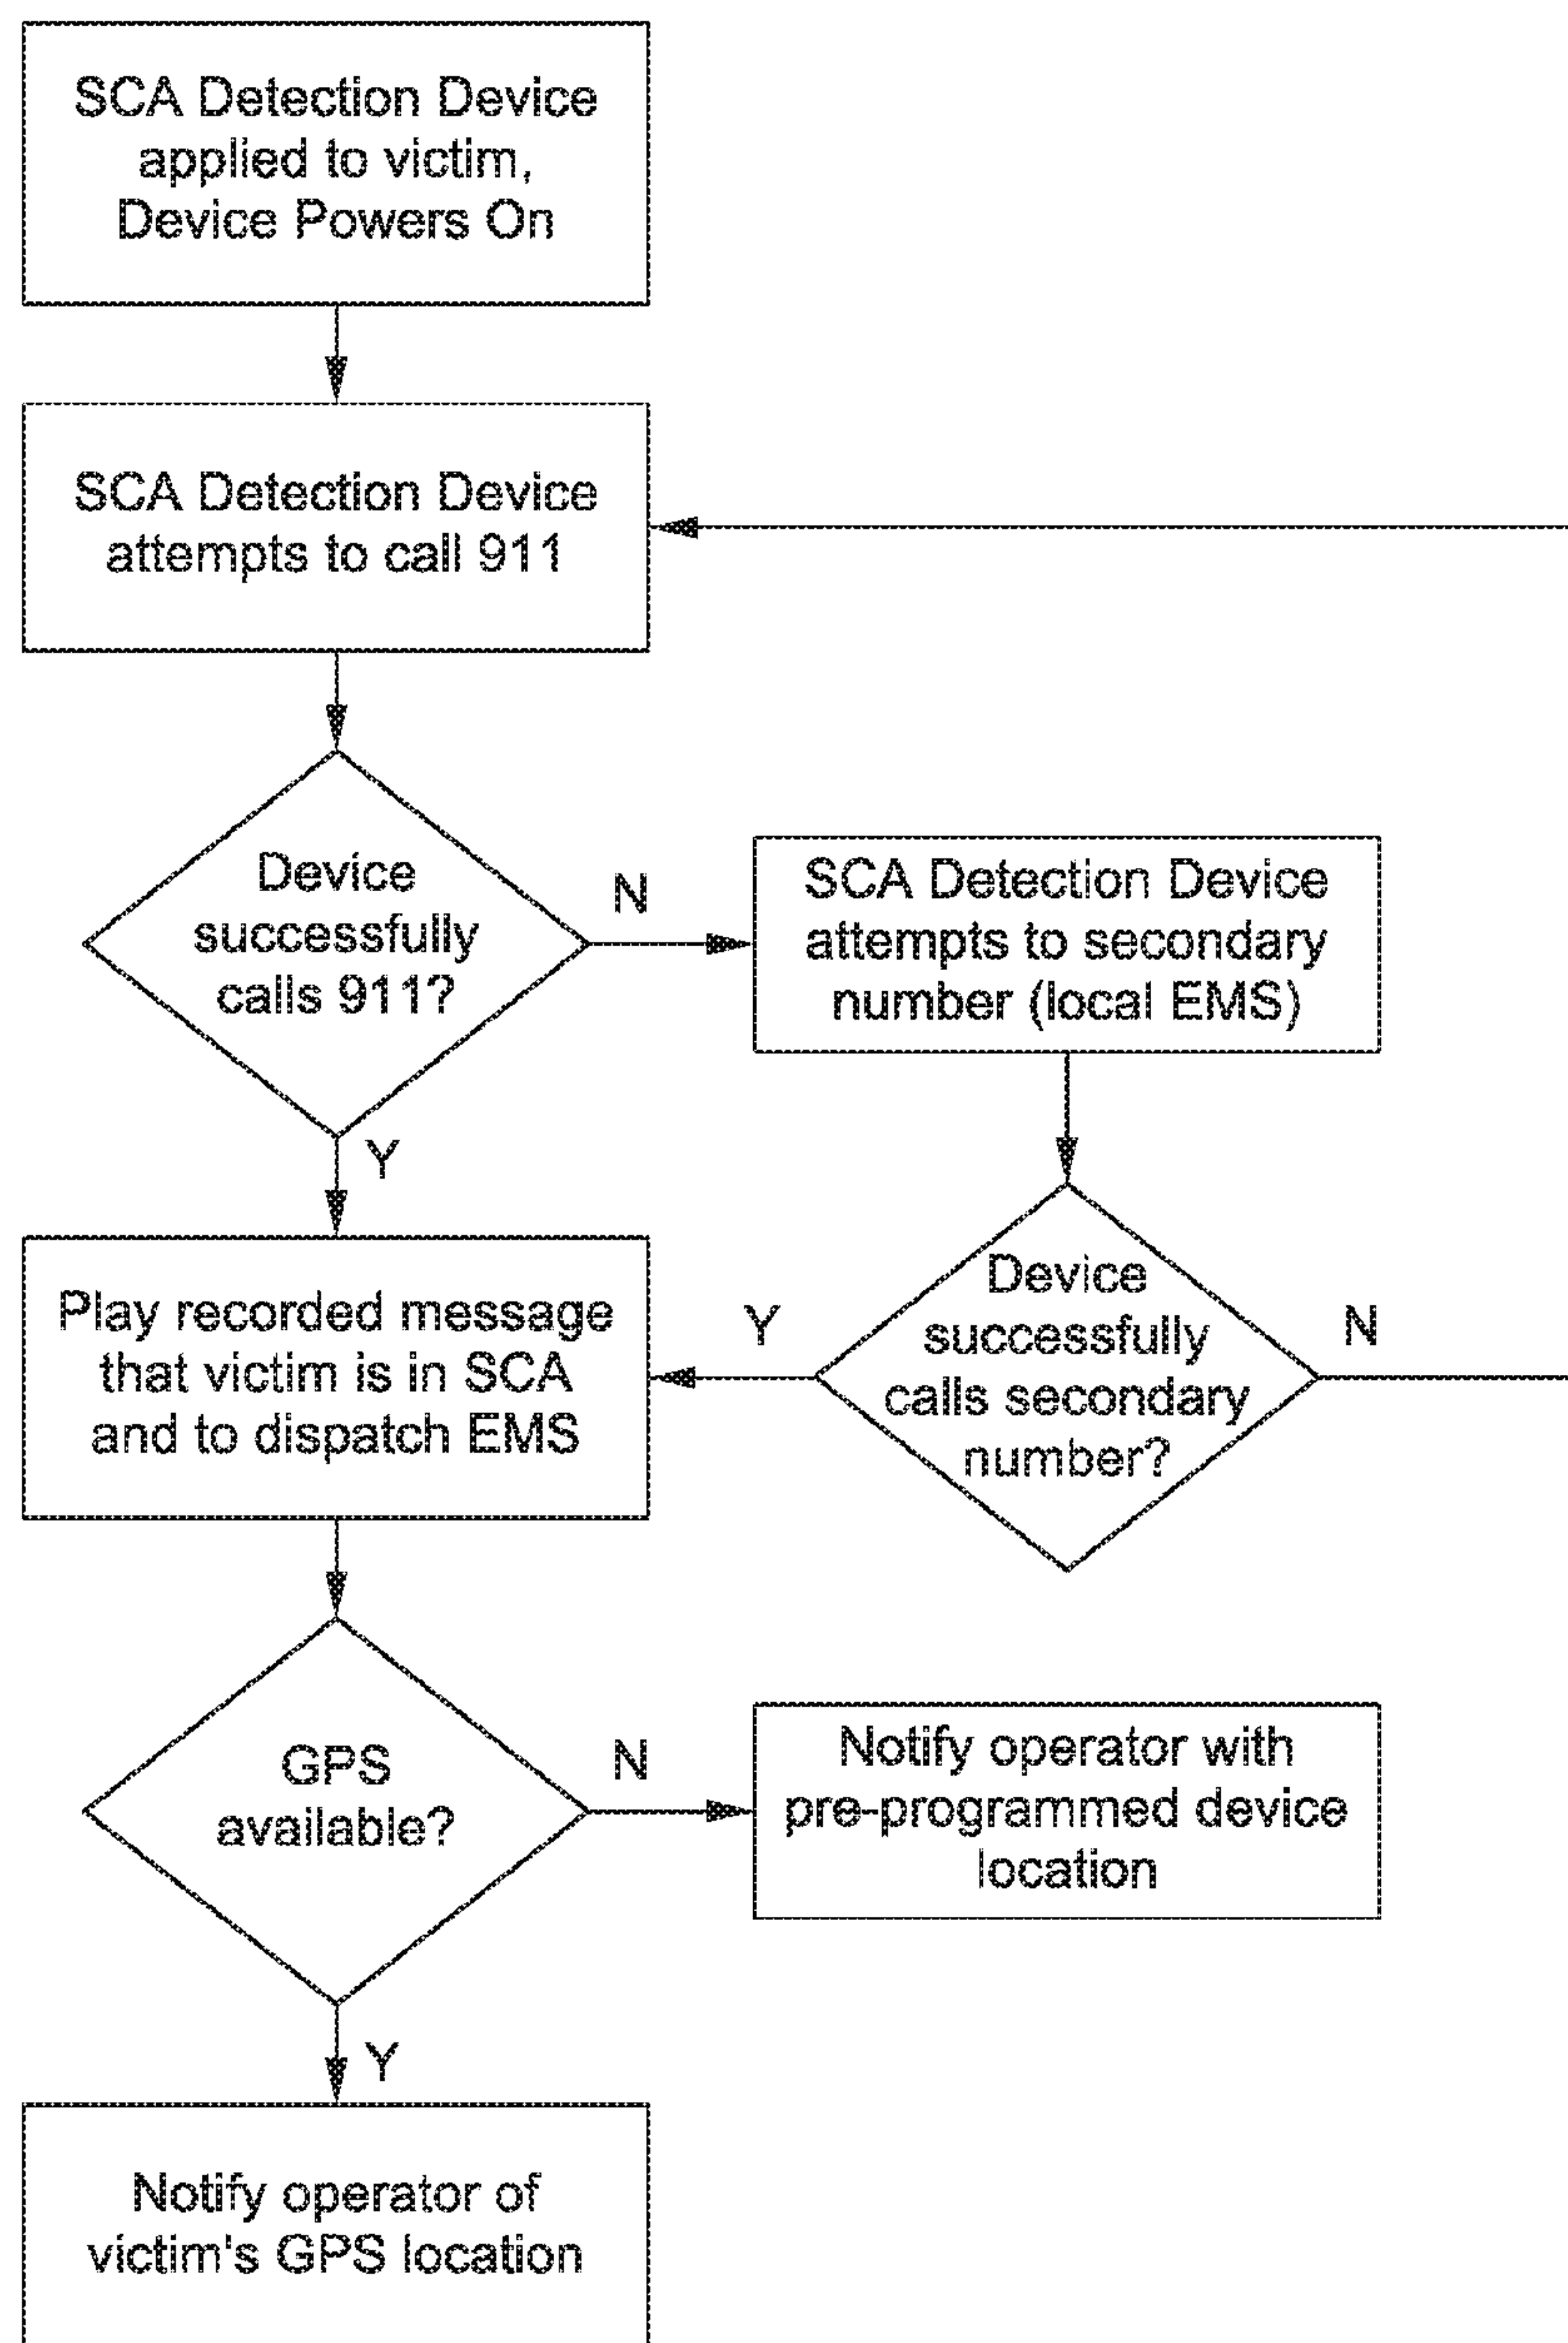 SCA Detection Device
applied to victim,
Device Powers On
SCA Detection Device
attempts to call 911
Device
successfully
calls 911?
N
SCA Detection Device
attempts to secondary
number (local EMS)
Y
Play recorded message
that victim is in SCA
and to dispatch EMS
Y
Device
successfully
calls secondary
number?
N
GPS
available?
N
Notify operator with
pre-programmed device
location
Y
Notify operator of
victim's GPS location